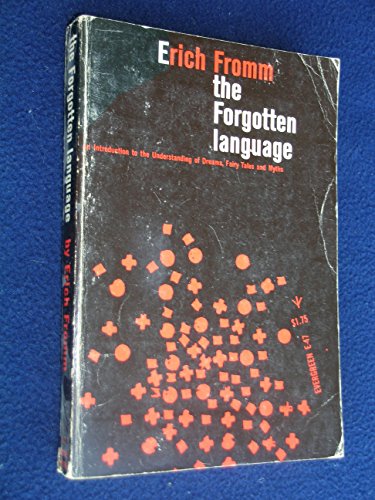 Erich Fromm
the
Forgotten
language
An Introduction to the Understanding of Dreams, Fairy Tales and Myths
$1.75
EVERGREEN E-47
the Forgotten language
by Erich Fromm